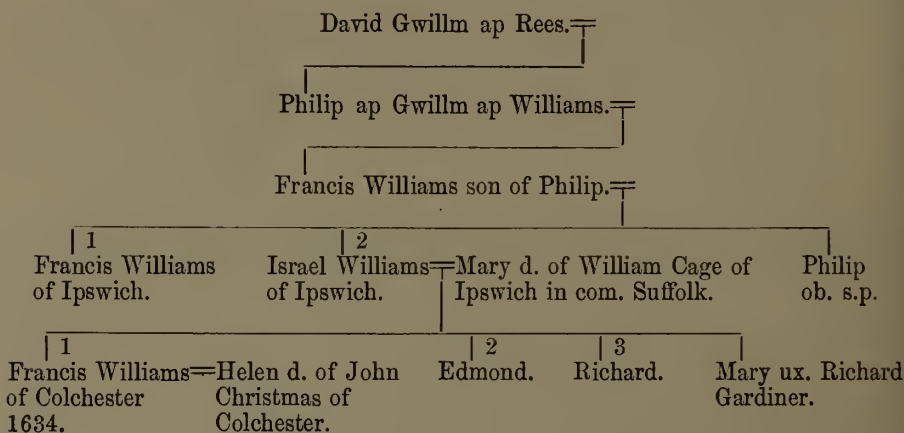 David Gwillm ap Rees.
Philip ap Gwillm ap Williams.
Francis Williams son of Philip.
1
Francis Williams
of Ipswich.
2
Israel Williams
of Ipswich.
Mary d. of William Cage of
Ipswich in com. Suffolk.
Philip
ob. s.p.
1
Francis Williams
of Colchester
1634.
Helen d. of John
Christmas of
Colchester.
2
Edmond.
3
Richard.
Mary ux. Richard
Gardiner.